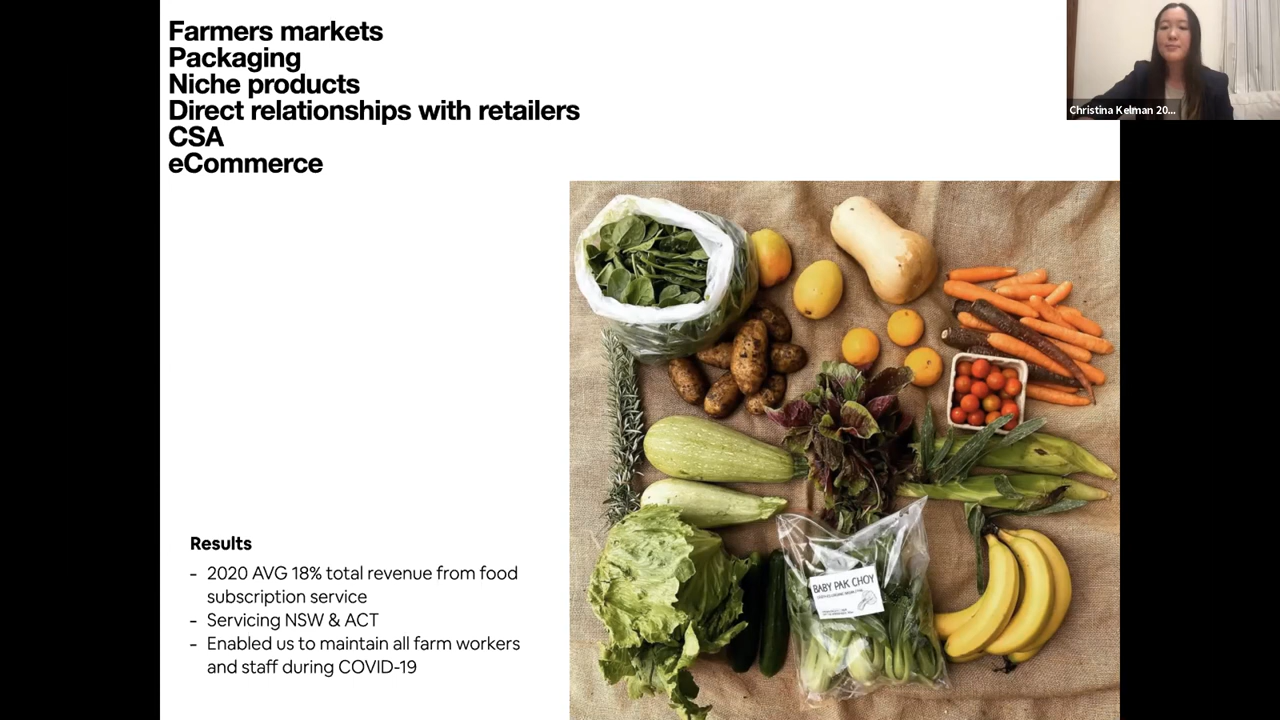 Farmers markets
Packaging
Niche products
Direct relationships with retailers
CSA
eCommerce
Christina Kelman 20...
BABY PAK CHOY
Results
- 2020 AVG 18% total revenue from food
subscription service
- Servicing NSW & ACT
- Enabled us to maintain all farm workers
and staff during COVID-19